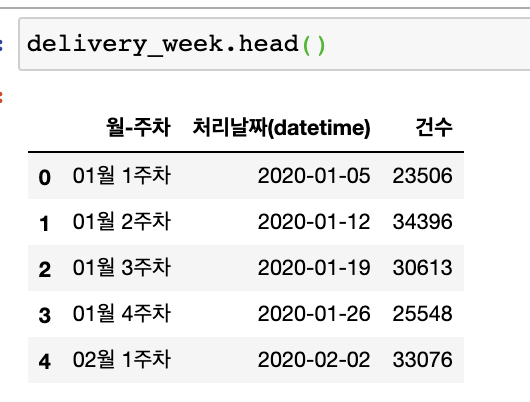 delivery_week.head()
월-주차 처리날짜(datetime) 건수
0 01월 1주차 2020-01-05 23506
1 01월 2주차 2020-01-12 34396
2 01월 3주차 2020-01-19 30613
3 01월 4주차 2020-01-26 25548
4 02월 1주차 2020-02-02 33076